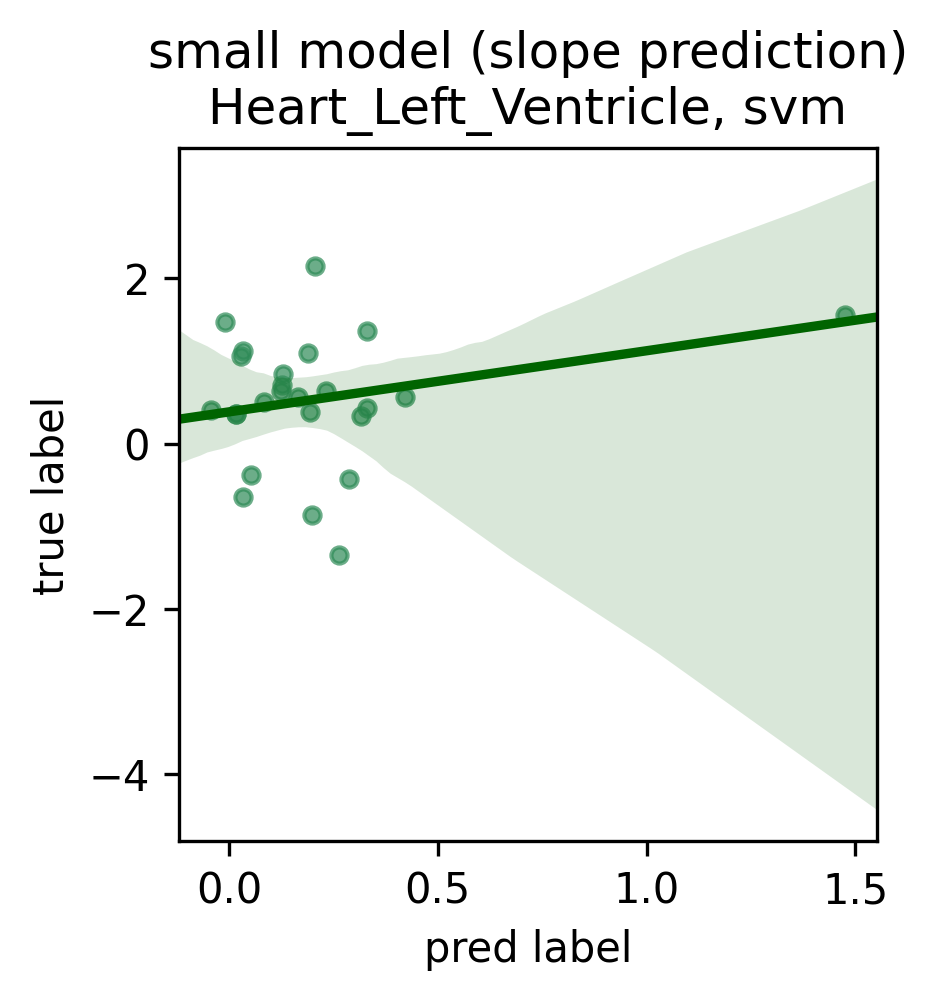 small model (slope prediction)
Heart_Left_Ventricle, svm
2
0
−2
−4
true label
0.0 0.5 1.0 1.5
pred label